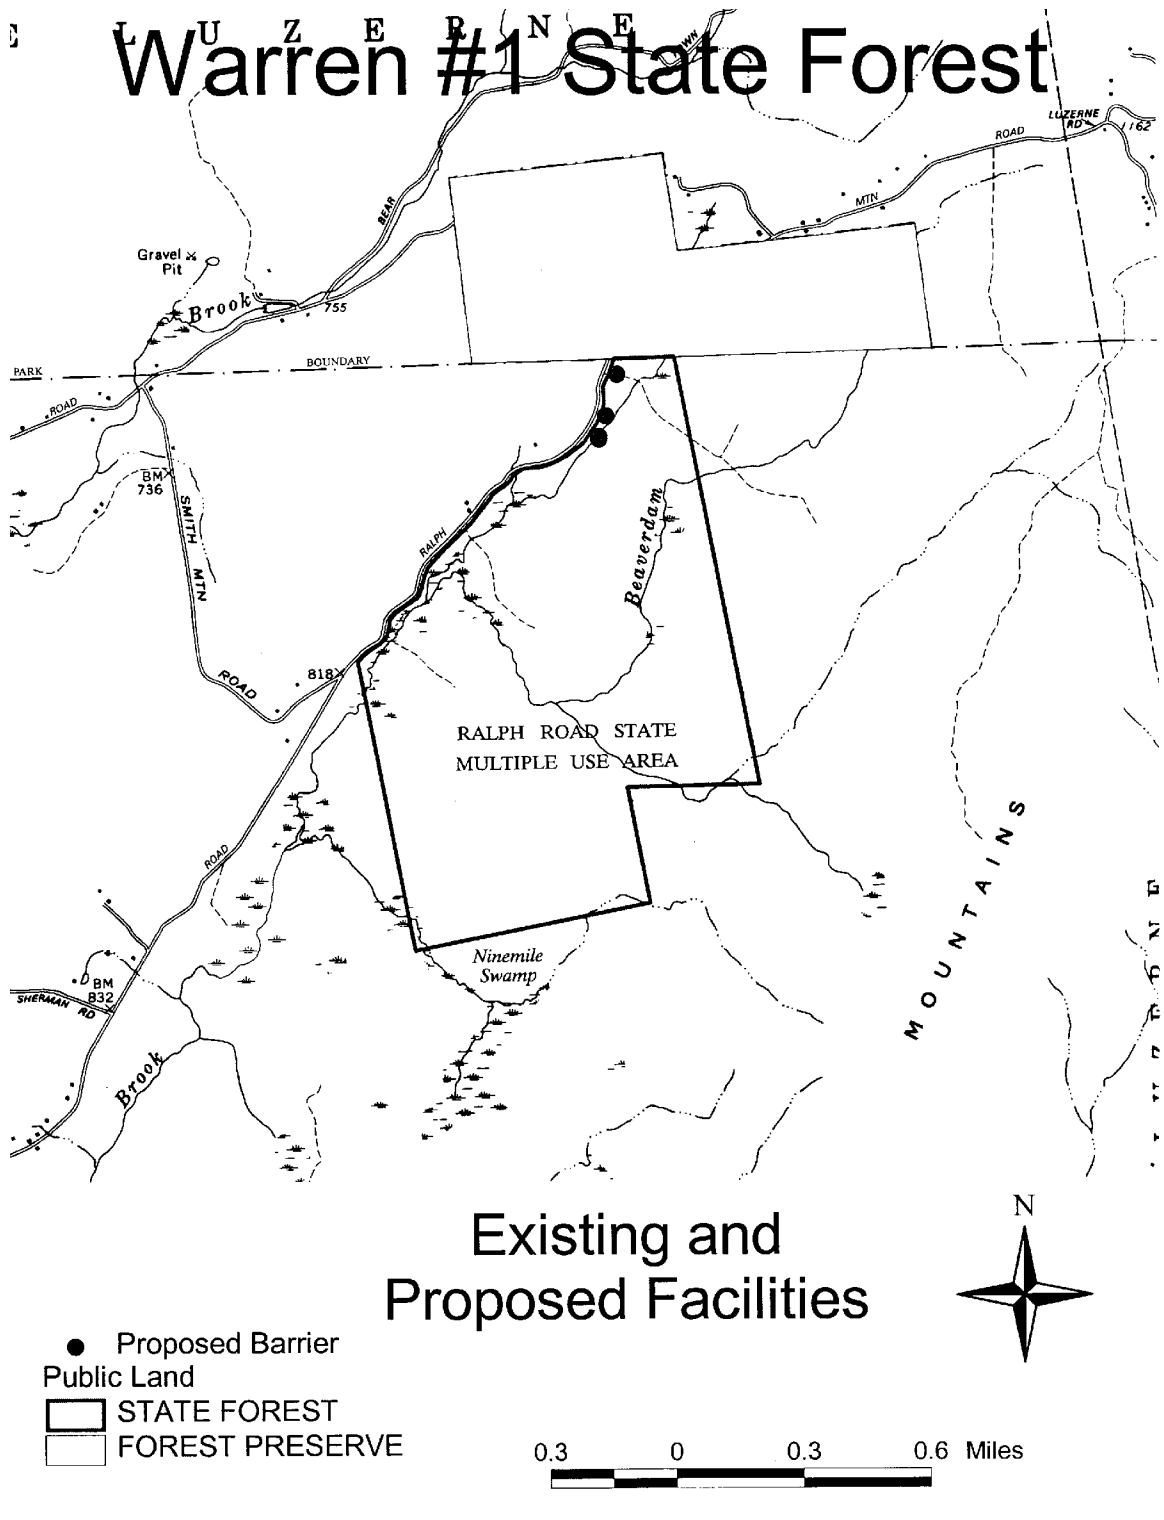 L U Z E R N E
Warren #1 State Forest
LUZERNE
RD
1162
ROAD
MTN
BEAR
Gravel
Pit
Brook
755
PARK
BOUNDARY
ROAD
BM
736
SMITH MTN
ROAD
RALPH
Beaverdam
818
RALPH ROAD STATE
MULTIPLE USE AREA
ROAD
MOUNTAINS
Ninemile
Swamp
BM
832
SHERMAN RD
Brook
Existing and
Proposed Facilities
N
Proposed Barrier
Public Land
STATE FOREST
FOREST PRESERVE
0.3 0 0.3 0.6 Miles